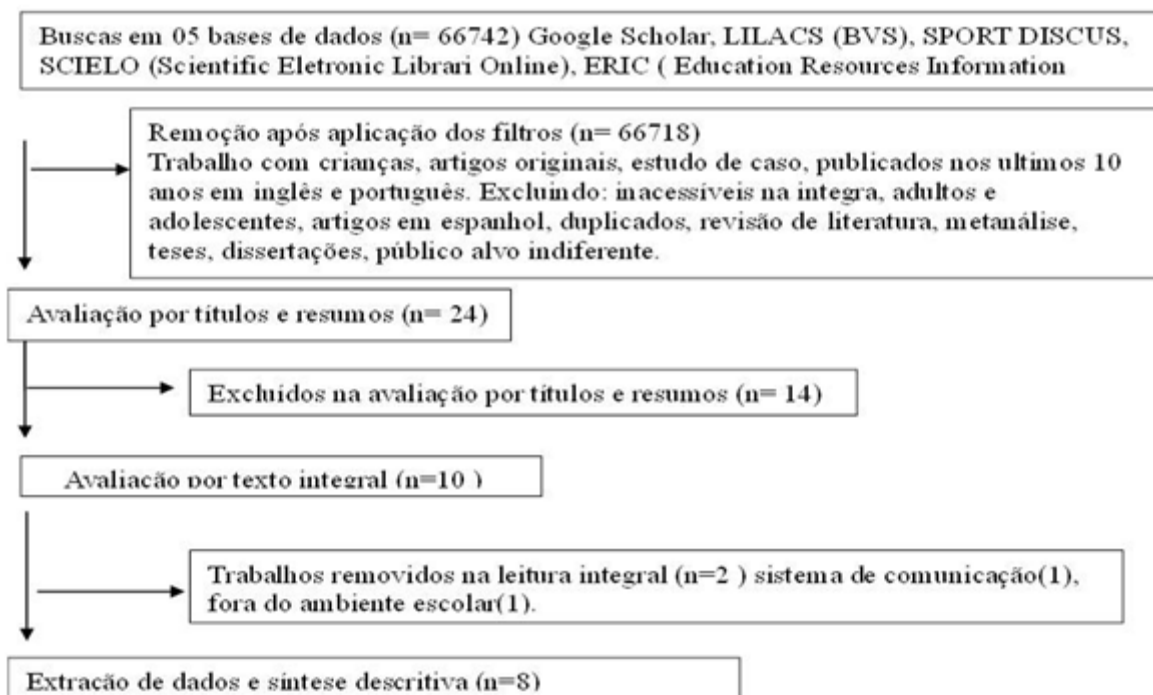 Buscas em 05 bases de dados (n= 66742) Google Scholar, LILACS (BVS), SPORT DISCUS,
SCIELO (Scientific Eletronic Librari Online), ERIC ( Education Resources Information
Remoção após aplicação dos filtros (n= 66718)
Trabalho com crianças, artigos originais, estudo de caso, publicados nos ultimos 10
anos em inglês e português. Excluindo: inacessíveis na integra, adultos e
adolescentes, artigos em espanhol, duplicados, revisão de literatura, metanálise,
teses, dissertações, público alvo indiferente.
Avaliação por títulos e resumos (n= 24)
Excluídos na avaliação por títulos e resumos (n= 14)
Avaliação por texto integral (n=10 )
Trabalhos removidos na leitura integral (n=2 ) sistema de comunicação(1),
fora do ambiente escolar(1).
Extração de dados e síntese descritiva (n=8)